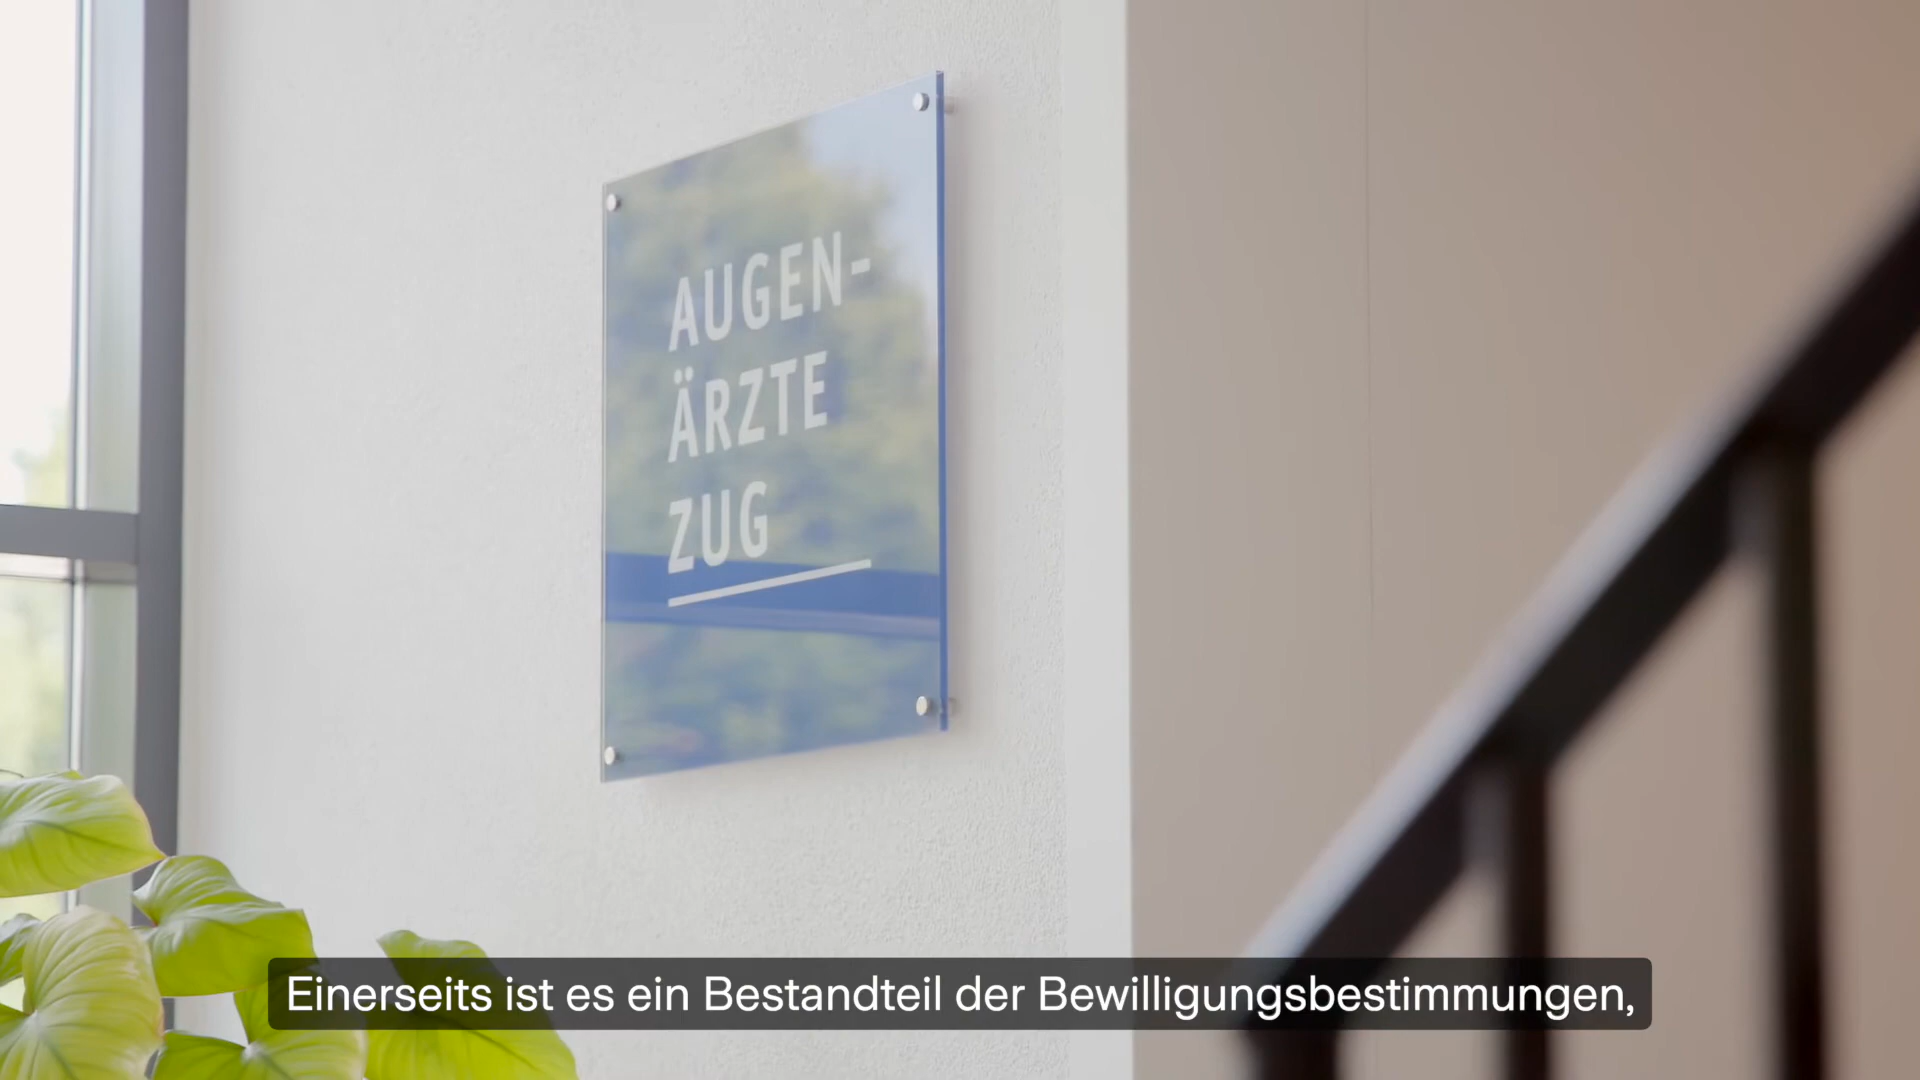 AUGEN-
ÄRZTE
ZUG
Einerseits ist es ein Bestandteil der Bewilligungsbestimmungen,